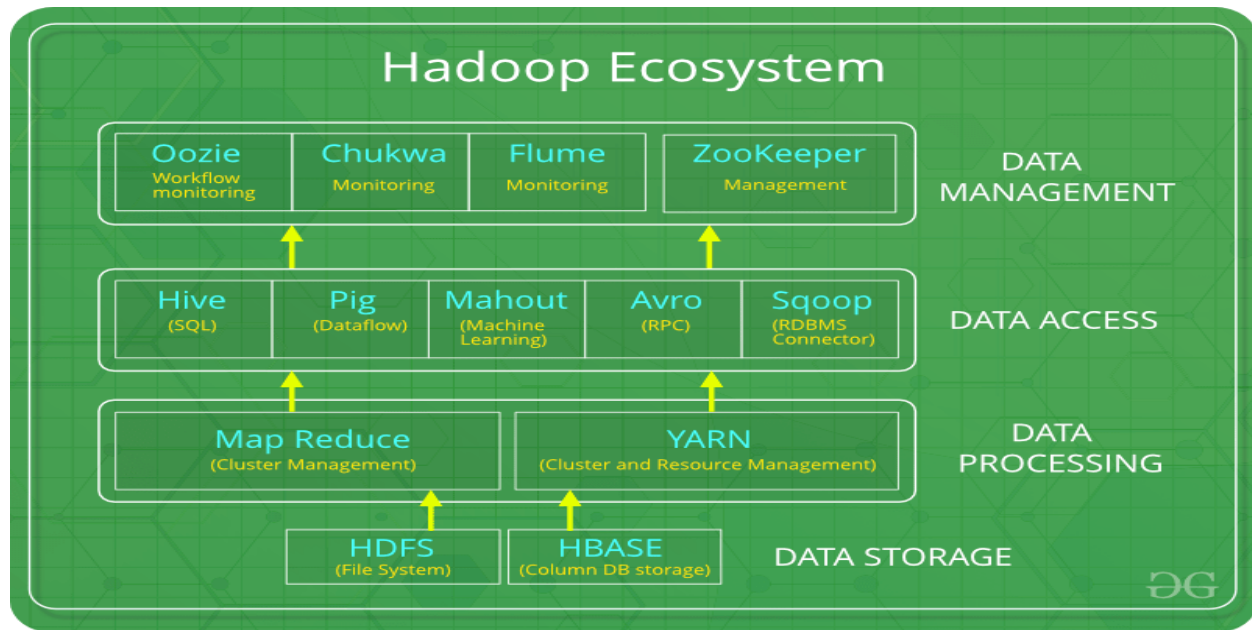 Hadoop Ecosystem
Oozie
Workflow
monitoring
Chukwa
Monitoring
Flume
Monitoring
ZooKeeper
Management
DATA
MANAGEMENT
Hive
(SQL)
Pig
(Dataflow)
Mahout
(Machine
Learning)
Avro
(RPC)
Sqoop
(RDBMS
Connector)
DATA ACCESS
Map Reduce
(Cluster Management)
YARN
(Cluster and Resource Management)
DATA
PROCESSING
HDFS
(File System)
HBASE
(Column DB storage)
DATA STORAGE